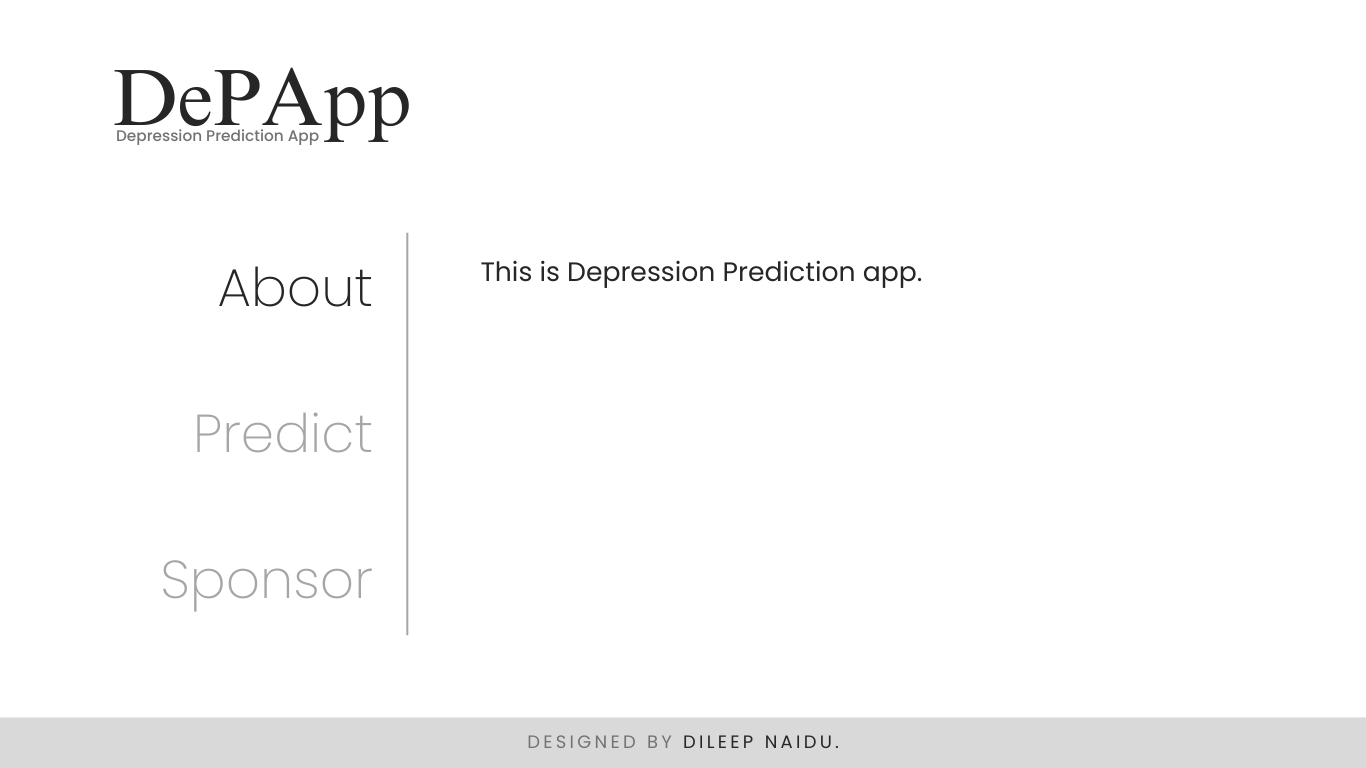 DePApp
Depression Prediction App
About
This is Depression Prediction app.
Predict
Sponsor
DESIGNED BY DILEEP NAIDU.